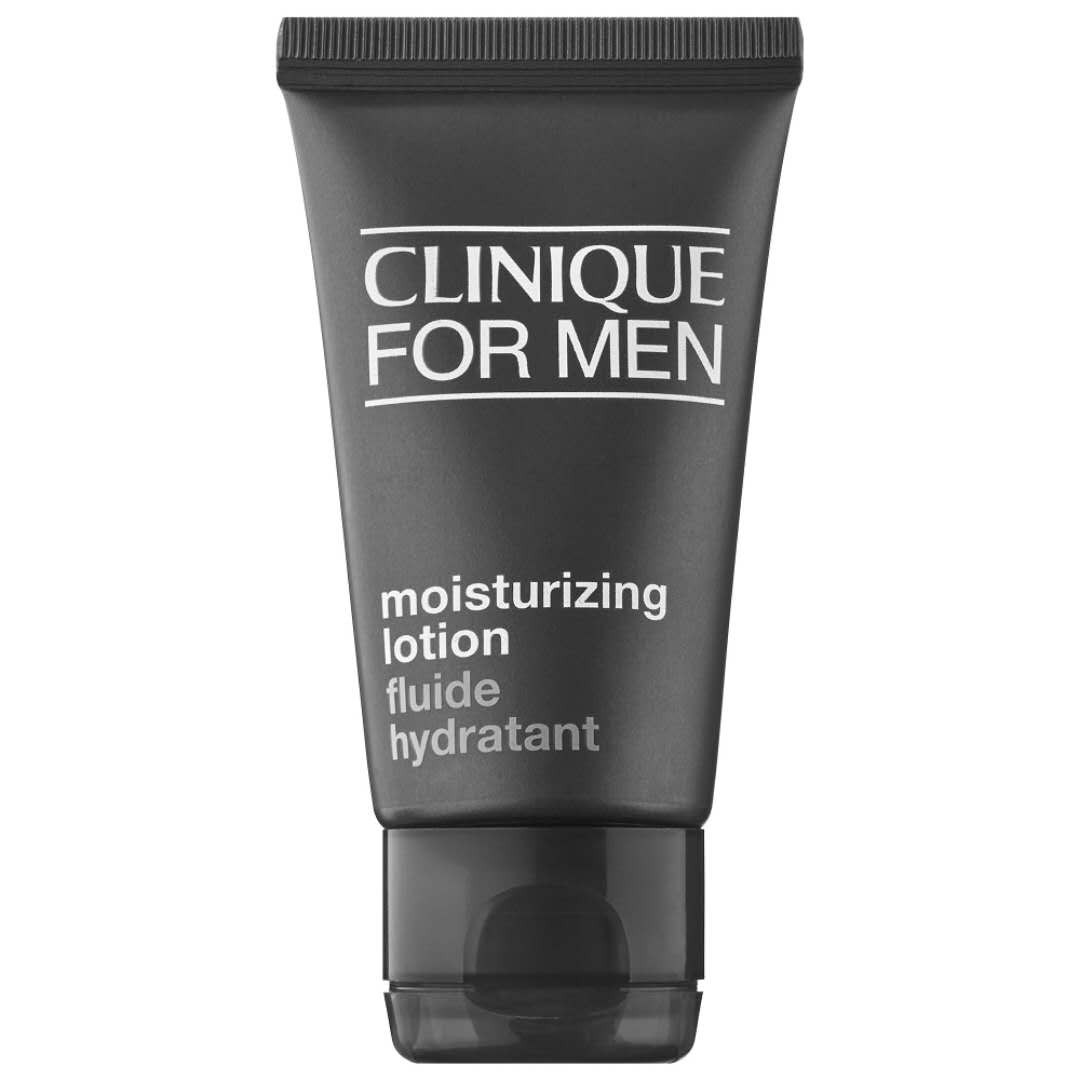 CLINIQUE
FOR MEN
moisturizing
lotion
fluide
hydratant